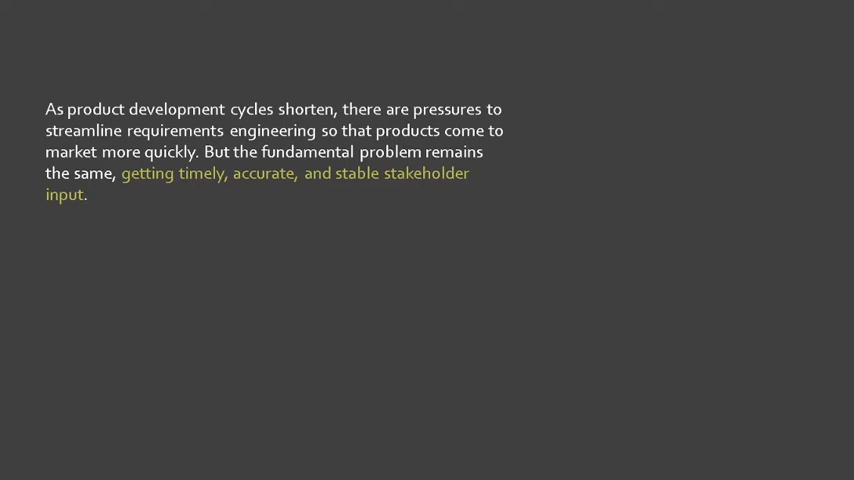 As product development cycles shorten, there are pressures to
streamline requirements engineering so that products come to
market more quickly. But the fundamental problem remains
the same, getting timely, accurate, and stable stakeholder
input.